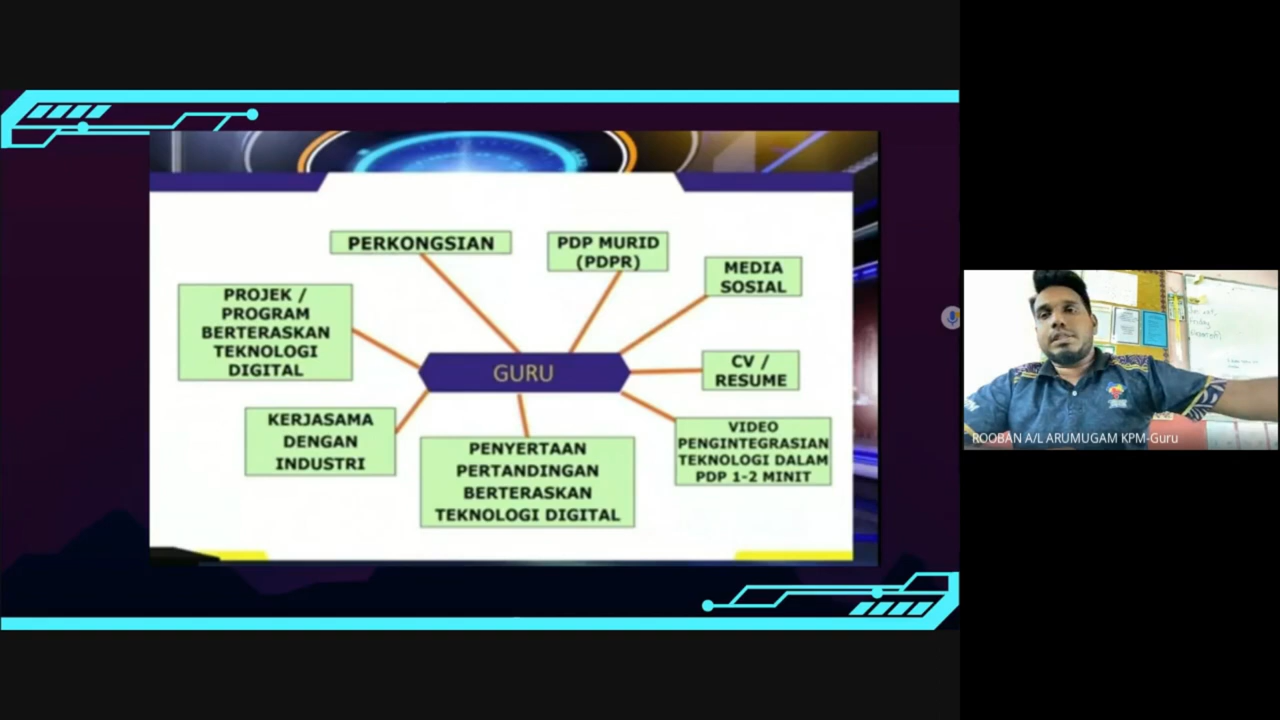 PERKONGSIAN
PDP MURID
(PDPR)
MEDIA
SOSIAL
PROJEK /
PROGRAM
BERTERASKAN
TEKNOLOGI
DIGITAL
GURU
CV /
RESUME
KERJASAMA
DENGAN
INDUSTRI
PENYERTAAN
PERTANDINGAN
BERTERASKAN
TEKNOLOGI DIGITAL
VIDEO
PENGINTEGRASIAN
TEKNOLOGI DALAM
PDP 1-2 MINIT
ROOBAN A/L ARUMUGAM KPM-Guru